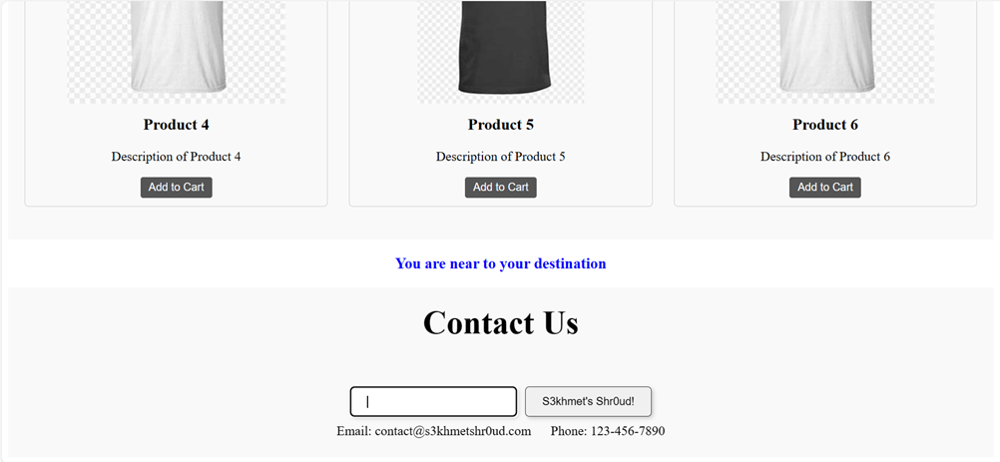 Product 4
Product 5
Product 6
Description of Product 4
Description of Product 5
Description of Product 6
Add to Cart
Add to Cart
Add to Cart
You are near to your destination
Contact Us
S3khmet's Shr0ud!
Email: contact@s3khmetshr0ud.com
Phone: 123-456-7890